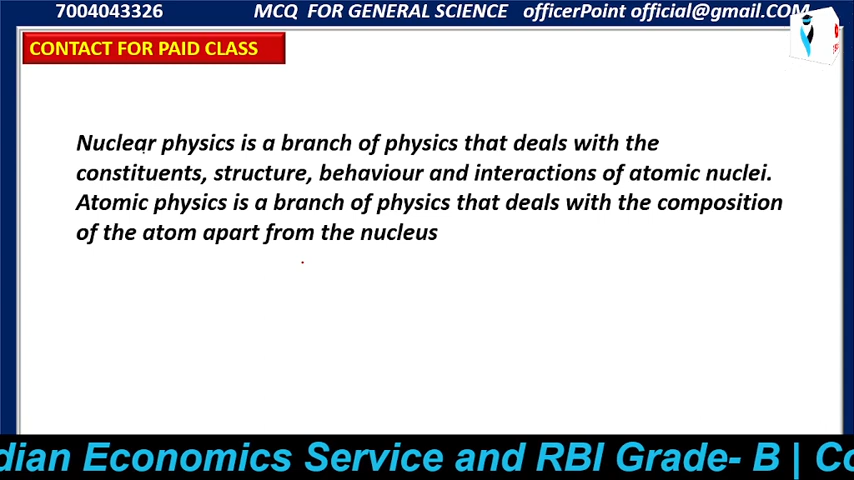 7004043326 MCQ FOR GENERAL SCIENCE officerPoint official@gmail.COM
CONTACT FOR PAID CLASS
Nuclear physics is a branch of physics that deals with the
constituents, structure, behaviour and interactions of atomic nuclei.
Atomic physics is a branch of physics that deals with the composition
of the atom apart from the nucleus
dian Economics Service and RBI Grade- B | Co